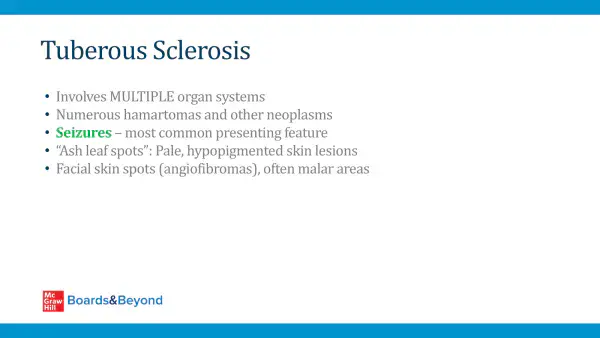 Tuberous Sclerosis
• Involves MULTIPLE organ systems
• Numerous hamartomas and other neoplasms
• Seizures – most common presenting feature
• “Ash leaf spots”: Pale, hypopigmented skin lesions
• Facial skin spots (angiofibromas), often malar areas
Mc
Graw
Hill
Boards&Beyond